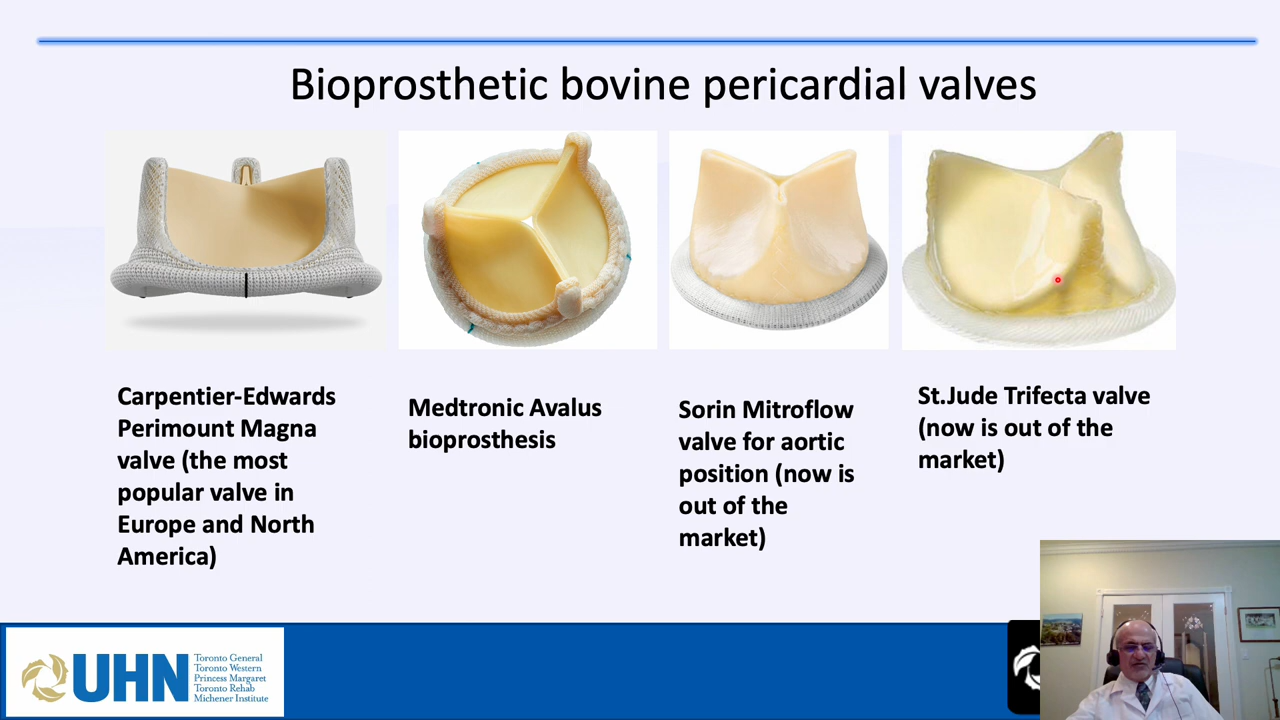 Bioprosthetic bovine pericardial valves
Carpentier-Edwards
Perimount Magna
valve (the most
popular valve in
Europe and North
America)
Medtronic Avalus
bioprosthesis
Sorin Mitroflow
valve for aortic
position (now is
out of the
market)
St.Jude Trifecta valve
(now is out of the
market)
UHN
Toronto General
Toronto Western
Princess Margaret
Toronto Rehab
Michener Institute